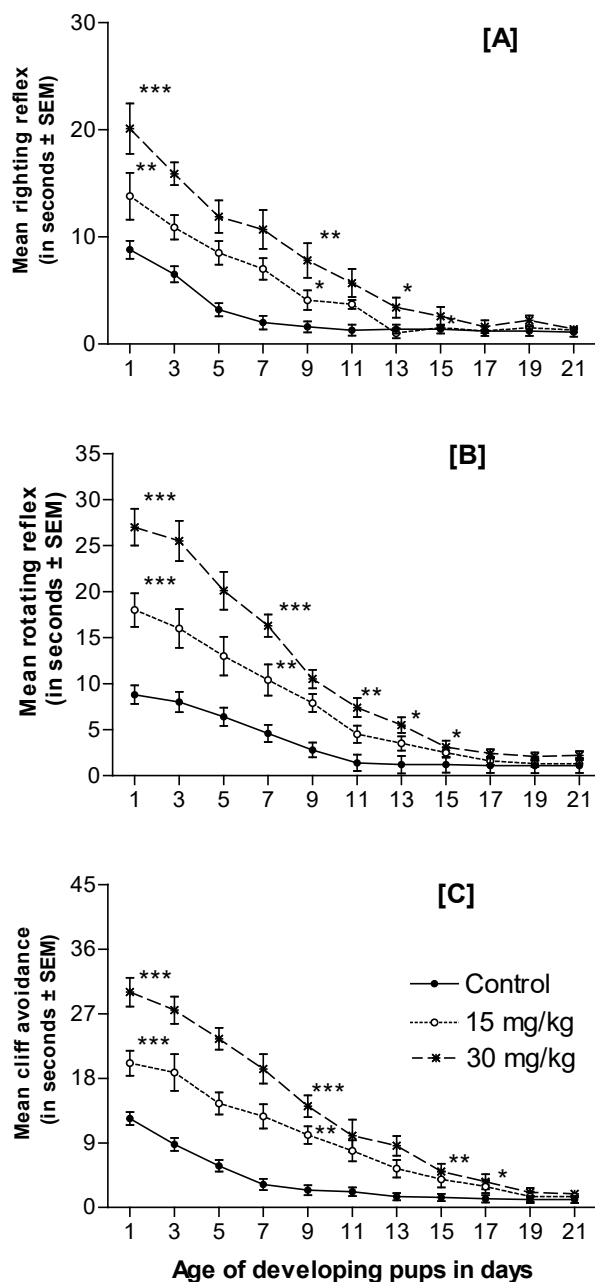 [A]
Mean righting reflex
(in seconds ± SEM)
30
20
10
0
***
**
**
*
*
*
1 3 5 7 9 11 13 15 17 19 21
[B]
Mean rotating reflex
(in seconds ± SEM)
35
30
25
20
15
10
5
0
***
***
***
**
**
*
*
1 3 5 7 9 11 13 15 17 19 21
[C]
Mean cliff avoidance
(in seconds ± SEM)
45
36
27
18
9
0
***
***
***
**
**
*
Control
15 mg/kg
30 mg/kg
1 3 5 7 9 11 13 15 17 19 21
Age of developing pups in days